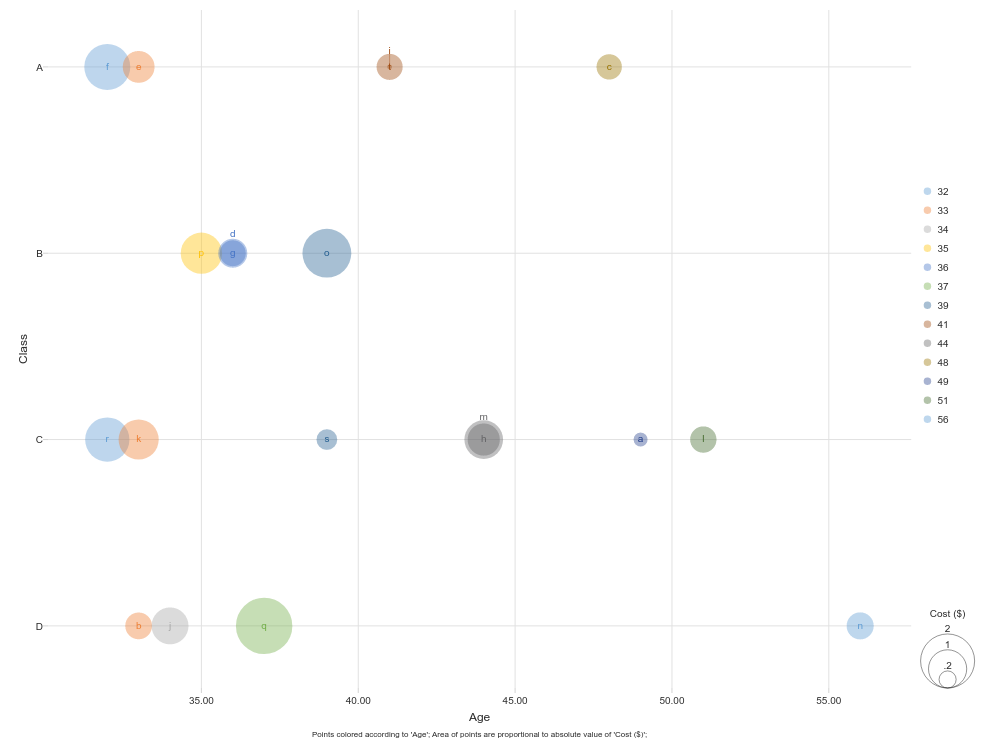 A
f
e
i
t
c
B
p
d
g
o
Class
C
r
k
s
m
h
a
l
D
b
j
q
n
35.00 40.00 45.00 50.00 55.00
Age
Points colored according to 'Age'; Area of points are proportional to absolute value of 'Cost ($)';
32
33
34
35
36
37
39
41
44
48
49
51
56
Cost ($)
2
1
.2